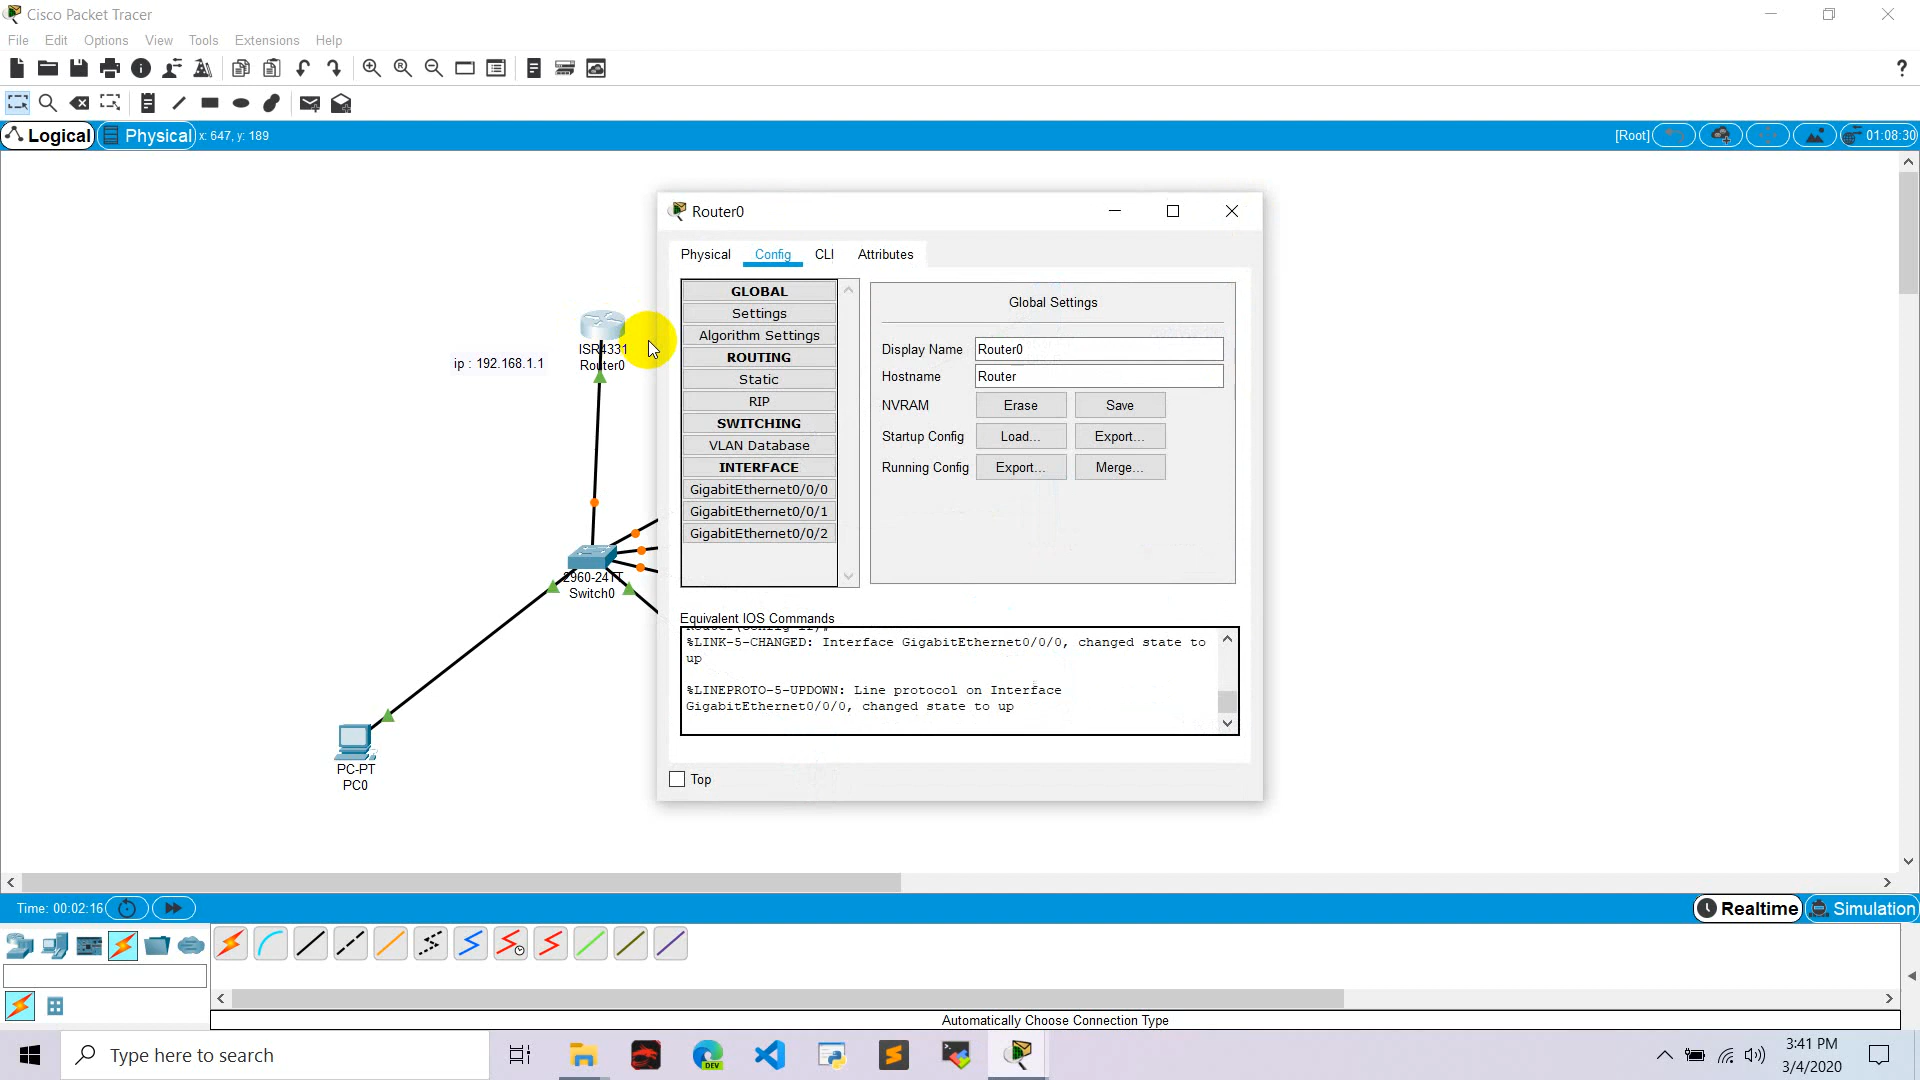 Cisco Packet Tracer
File Edit Options View Tools Extensions Help
?
Logical Physical x: 647, y: 189 [Root] 01:08:30
Router0
Physical Config CLI Attributes
GLOBAL
Settings
Algorithm Settings
ROUTING
Static
RIP
SWITCHING
VLAN Database
INTERFACE
GigabitEthernet0/0/0
GigabitEthernet0/0/1
GigabitEthernet0/0/2
Global Settings
Display Name Router0
Hostname Router
NVRAM Erase Save
Startup Config Load... Export...
Running Config Export... Merge...
Equivalent IOS Commands
%LINK-5-CHANGED: Interface GigabitEthernet0/0/0, changed state to
up
%LINEPROTO-5-UPDOWN: Line protocol on Interface
GigabitEthernet0/0/0, changed state to up
Top
ip : 192.168.1.1
ISR4331
Router0
2960-24TT
Switch0
PC-PT
PC0
Time: 00:02:16 Realtime Simulation
Automatically Choose Connection Type
Type here to search
DEV
3:41 PM
3/4/2020